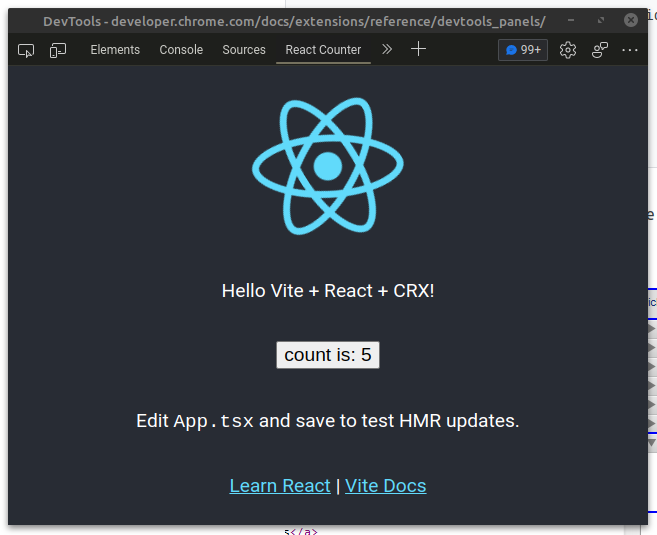 DevTools - developer.chrome.com/docs/extensions/reference/devtools_panels/
Elements Console Sources React Counter 99+
Hello Vite + React + CRX!
count is: 5
Edit App.tsx and save to test HMR updates.
Learn React | Vite Docs
s</a>